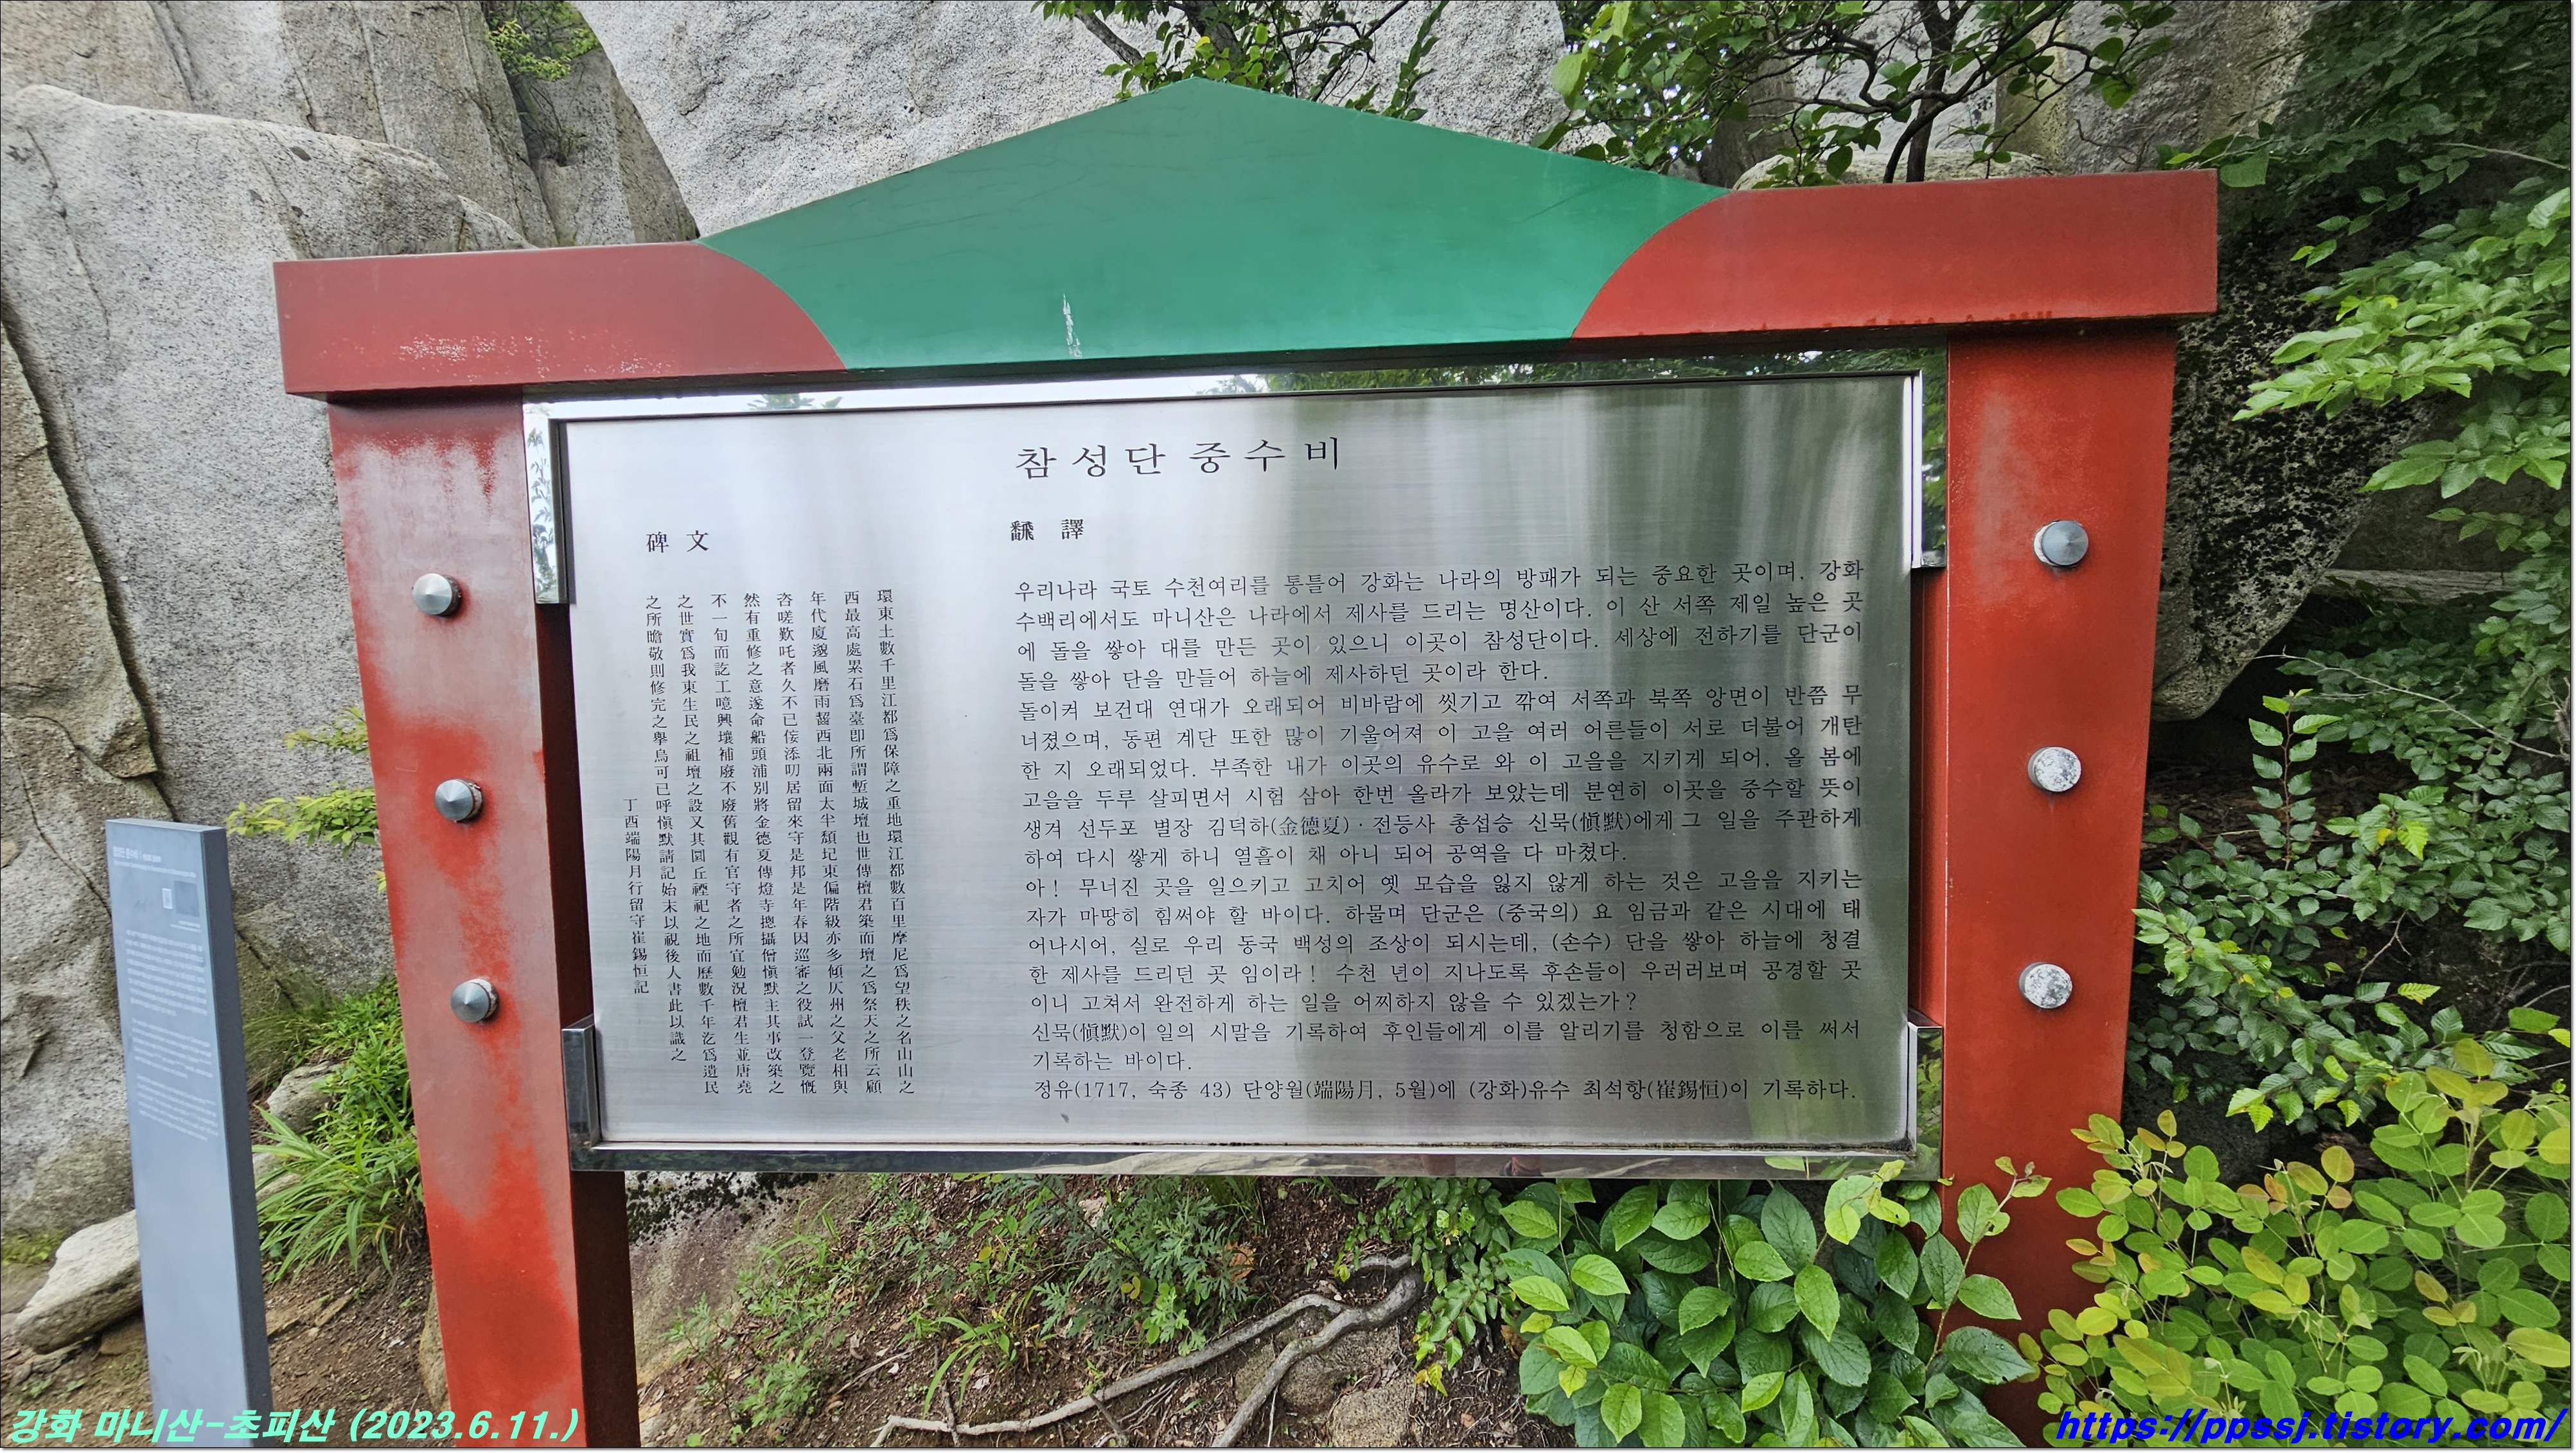 참성단 중수비
碑 文
環東土數千里江都爲保障之重地環江都數百里摩尼爲望秩之名山山之
西最高處累石爲臺卽所謂塹城壇也世傳檀君築而壇之爲祭天之所云顧
年代廈邈風磨雨齧西北兩面太半頹圮東偏階級亦多傾仄州之父老相與
咨嗟歎吒者久不已侫添叨居留來守是邦是年春因巡審之役試一登覽慨
然有重修之意遂命船頭浦別將金德夏傳燈寺摠攝僧愼默主其事改築之
不一旬而訖工噫興壞補廢不廢舊觀有官守者之所宜勉況檀君生並唐堯
之世實爲我東生民之祖壇之設又其圜丘禋祀之地而歷數千年迄爲遺民
之所瞻敬則修完之擧烏可已呼愼默請記始末以視後人書此以識之
丁酉端陽月行留守崔錫恒記
飜 譯
우리나라 국토 수천여리를 통틀어 강화는 나라의 방패가 되는 중요한 곳이며. 강화
수백리에서도 마니산은 나라에서 제사를 드리는 명산이다. 이 산 서쪽 제일 높은 곳
에 돌을 쌓아 대를 만든 곳이 있으니 이곳이 참성단이다. 세상에 전하기를 단군이
돌을 쌓아 단을 만들어 하늘에 제사하던 곳이라 한다.
돌이켜 보건대 연대가 오래되어 비바람에 씻기고 깎여 서쪽과 북쪽 앙면이 반쯤 무
너졌으며, 동편 계단 또한 많이 기울어져 이 고을 여러 어른들이 서로 더불어 개탄
한 지 오래되었다. 부족한 내가 이곳의 유수로 와 이 고을을 지키게 되어, 올 봄에
고을을 두루 살피면서 시험 삼아 한번 올라가 보았는데 분연히 이곳을 중수할 뜻이
생겨 선두포 별장 김덕하(金德夏)·전등사 총섭승 신묵(愼默)에게 그 일을 주관하게
하여 다시 쌓게 하니 열흘이 채 아니 되어 공역을 다 마쳤다.
아! 무너진 곳을 일으키고 고치어 옛 모습을 잃지 않게 하는 것은 고을을 지키는
자가 마땅히 힘써야 할 바이다. 하물며 단군은 (중국의) 요 임금과 같은 시대에 태
어나시어, 실로 우리 동국 백성의 조상이 되시는데, (손수) 단을 쌓아 하늘에 청결
한 제사를 드리던 곳 임이라! 수천 년이 지나도록 후손들이 우러러보며 공경할 곳
이니 고쳐서 완전하게 하는 일을 어찌하지 않을 수 있겠는가?
신묵(愼默)이 일의 시말을 기록하여 후인들에게 이를 알리기를 청함으로 이를 써서
기록하는 바이다.
정유(1717, 숙종 43) 단양월(端陽月, 5월)에 (강화)유수 최석항(崔錫恒)이 기록하다.
강화 마니산-초피산 (2023.6.11.)
https://ppssj.tistory.com/